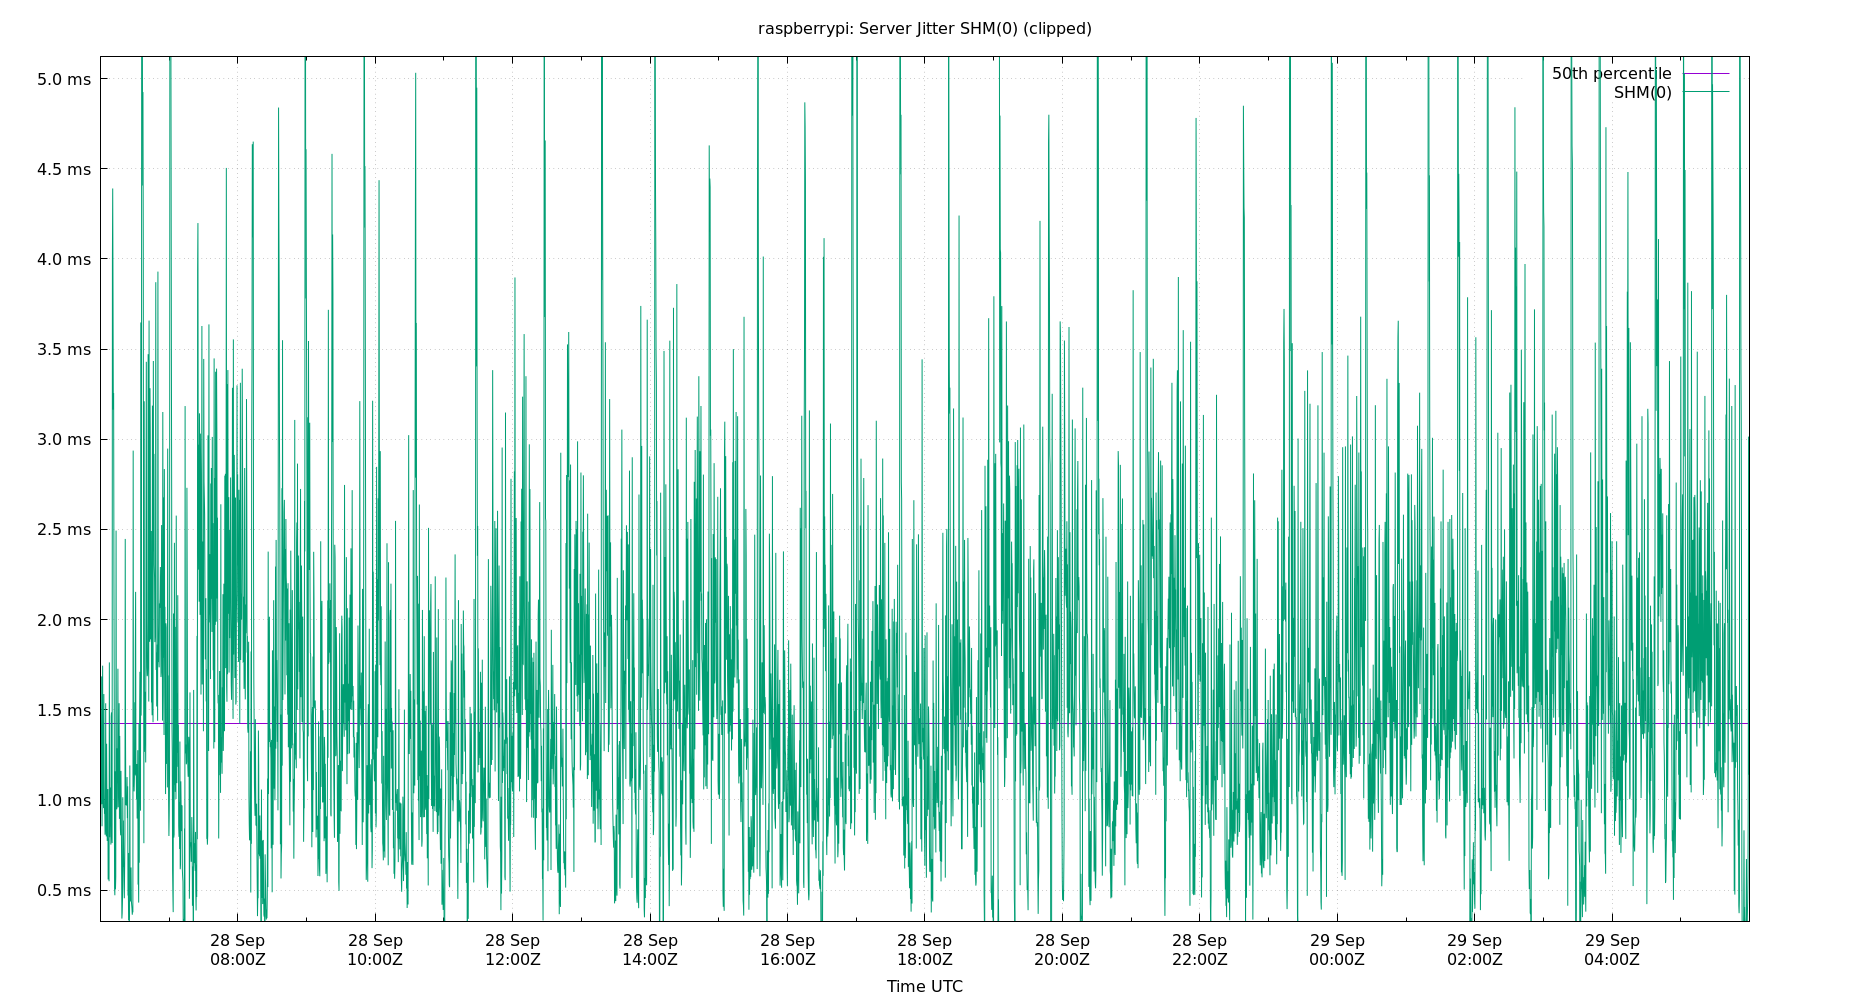 raspberrypi: Server Jitter SHM(0) (clipped)
50th percentile
SHM(0)
5.0 ms
4.5 ms
4.0 ms
3.5 ms
3.0 ms
2.5 ms
2.0 ms
1.5 ms
1.0 ms
0.5 ms
28 Sep 28 Sep 28 Sep 28 Sep 28 Sep 28 Sep 28 Sep 28 Sep 29 Sep 29 Sep 29 Sep
08:00Z 10:00Z 12:00Z 14:00Z 16:00Z 18:00Z 20:00Z 22:00Z 00:00Z 02:00Z 04:00Z
Time UTC